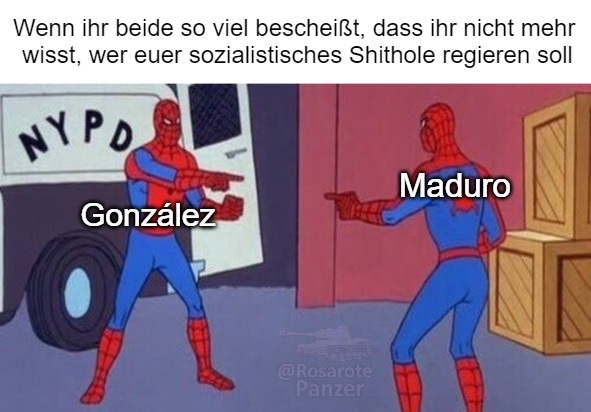 Wenn ihr beide so viel bescheißt, dass ihr nicht mehr
wisst, wer euer sozialistisches Shithole regieren soll
NYPD
Maduro
González
@Rosarote
Panzer